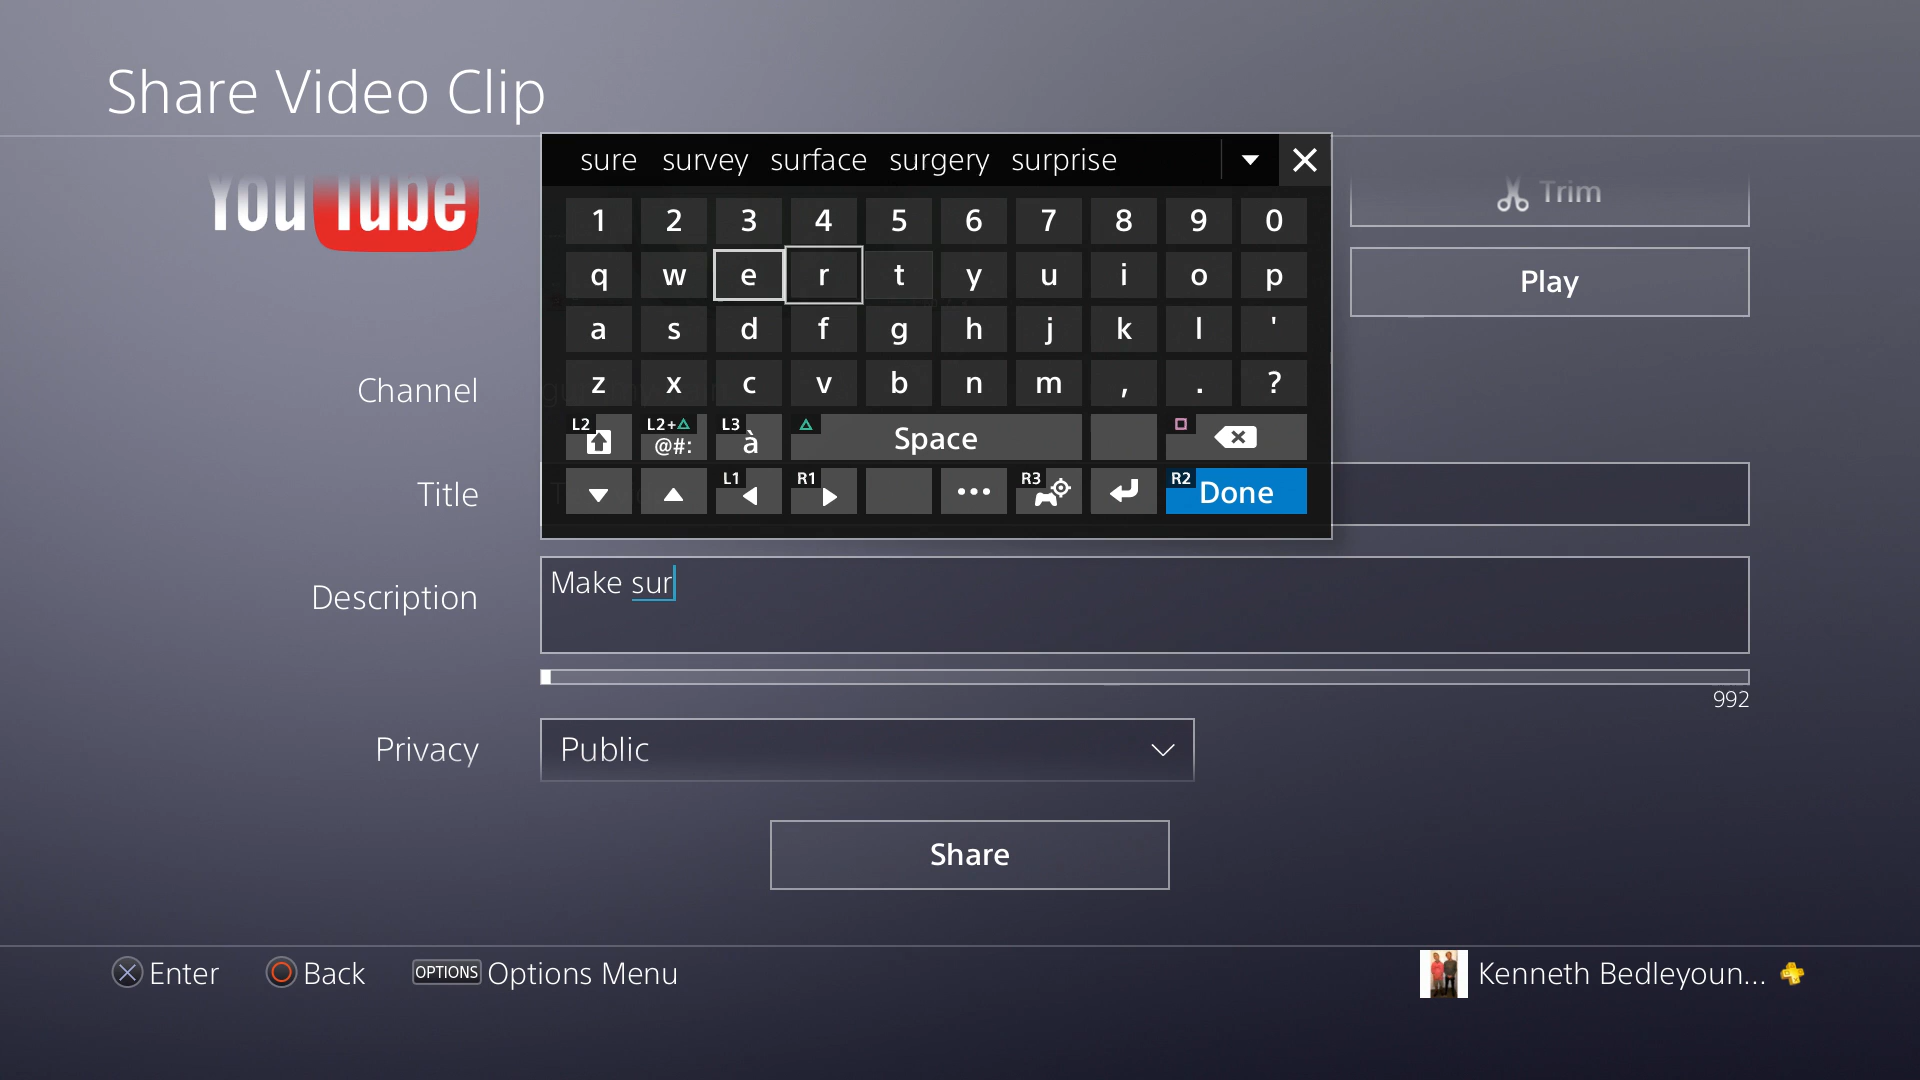 Share Video Clip
YouTube
sure survey surface surgery surprise
Trim
1 2 3 4 5 6 7 8 9 0
q w e r t y u i o p
Play
a s d f g h j k l '
z x c v b n m , . ?
Channel
L2 L2+△ @#: L3 à △ Space
L1 R1 ... R3 R2 Done
Title
Description
Make sur
992
Privacy
Public
Share
Enter Back OPTIONS Options Menu
Kenneth Bedleyoun...